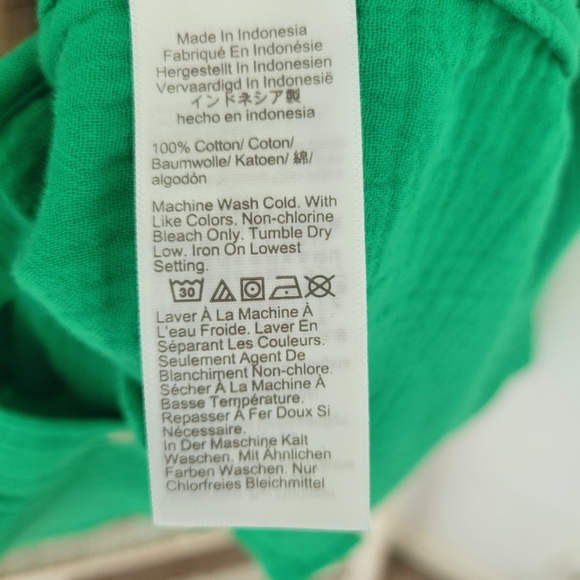 Made In Indonesia
Fabriqué En Indonésie
Hergestellt In Indonesien
Vervaardigd In Indonesië
インドネシア製
hecho en indonesia
100% Cotton/ Coton/
Baumwolle/ Katoen/ 綿/
algodón
Machine Wash Cold. With
Like Colors. Non-chlorine
Bleach Only. Tumble Dry
Low. Iron On Lowest
Setting.
30
Laver À La Machine À
L'eau Froide. Laver En
Séparant Les Couleurs.
Seulement Agent De
Blanchiment Non-chlore.
Sécher À La Machine À
Basse Température.
Repasser À Fer Doux Si
Nécessaire.
In Der Maschine Kalt
Waschen. Mit Ähnlichen
Farben Waschen. Nur
Chlorfreies Bleichmittel